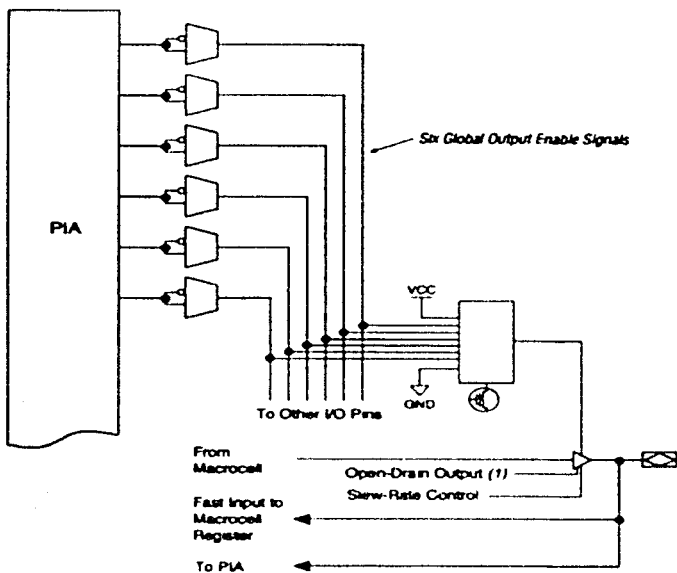 Six Global Output Enable Signals
PIA
VCC
GND
To Other I/O Pins
From
Macrocell
Open-Drain Output (1)
Slew-Rate Control
Fast Input to
Macrocell
Register
To PIA